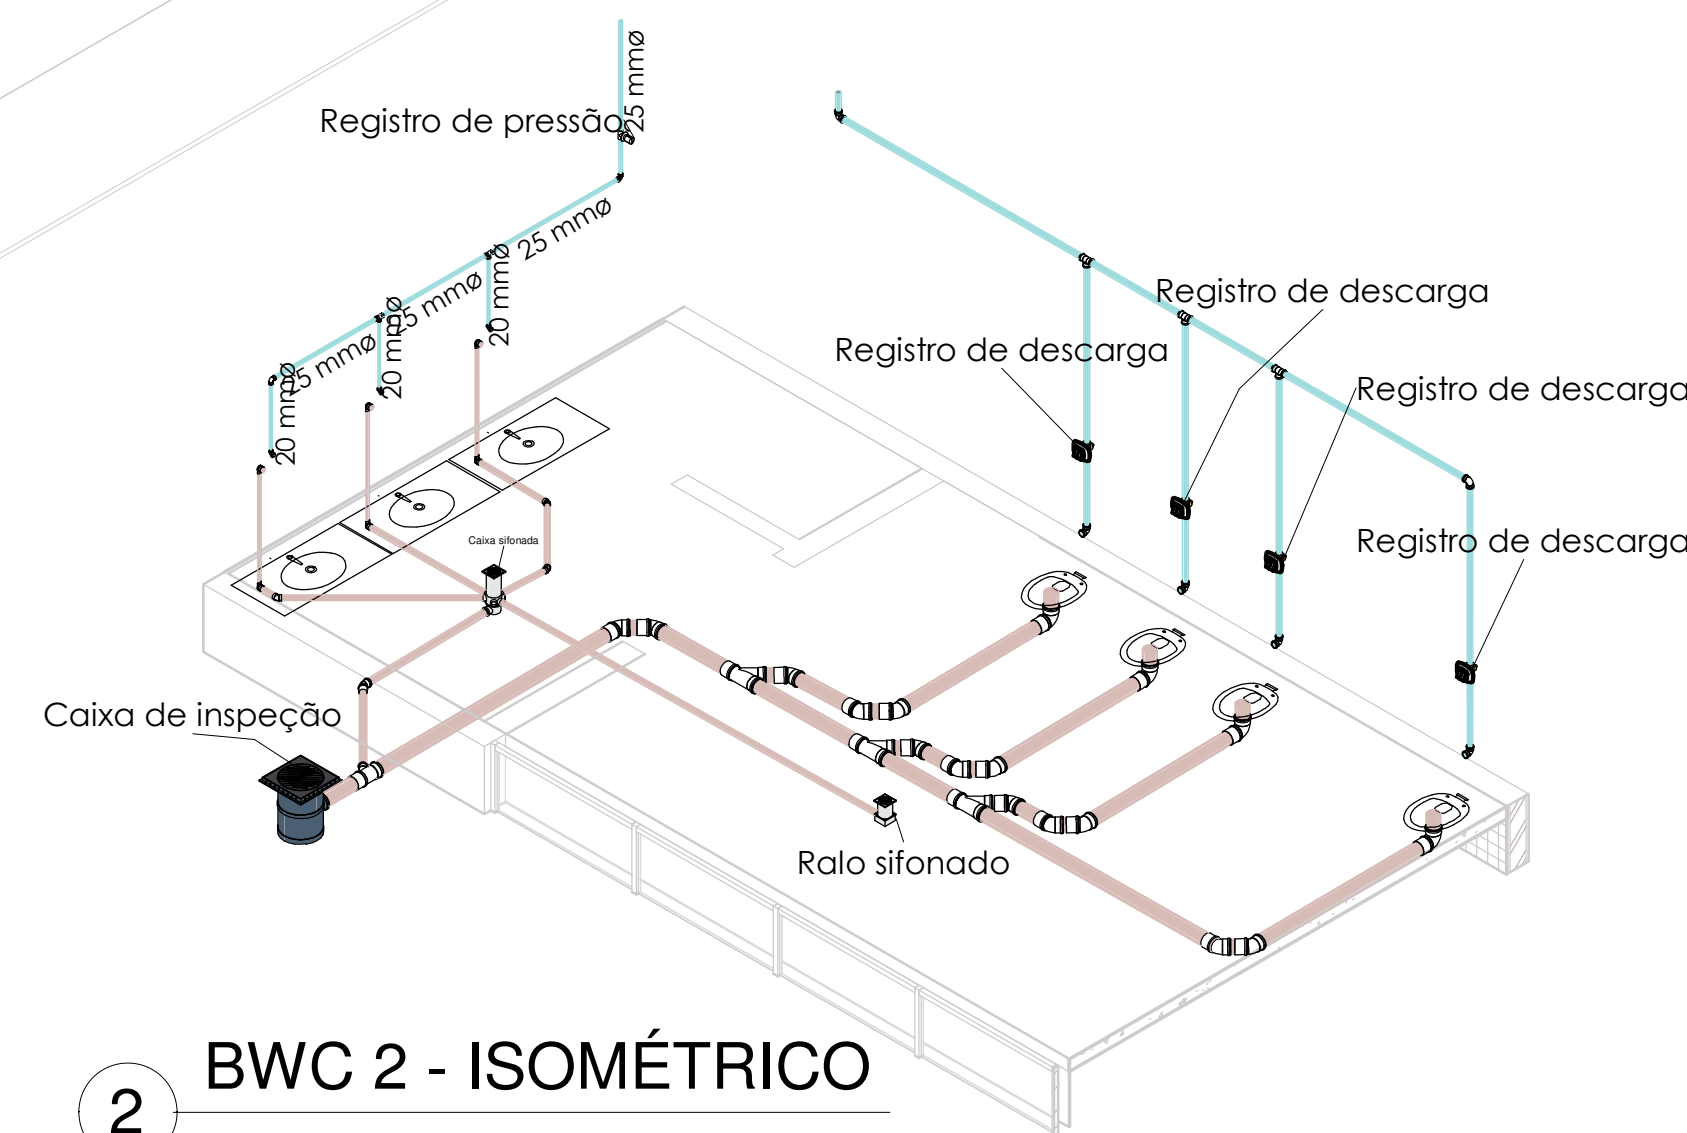 25 mmø
Registro de pressão
25 mmø
20 mmø
25 mmø
20 mmø
25 mmø
20 mmø
Registro de descarga
Registro de descarga
Registro de descarga
Registro de descarga
Caixa sifonada
Caixa de inspeção
Ralo sifonado
BWC 2 - ISOMÉTRICO
2